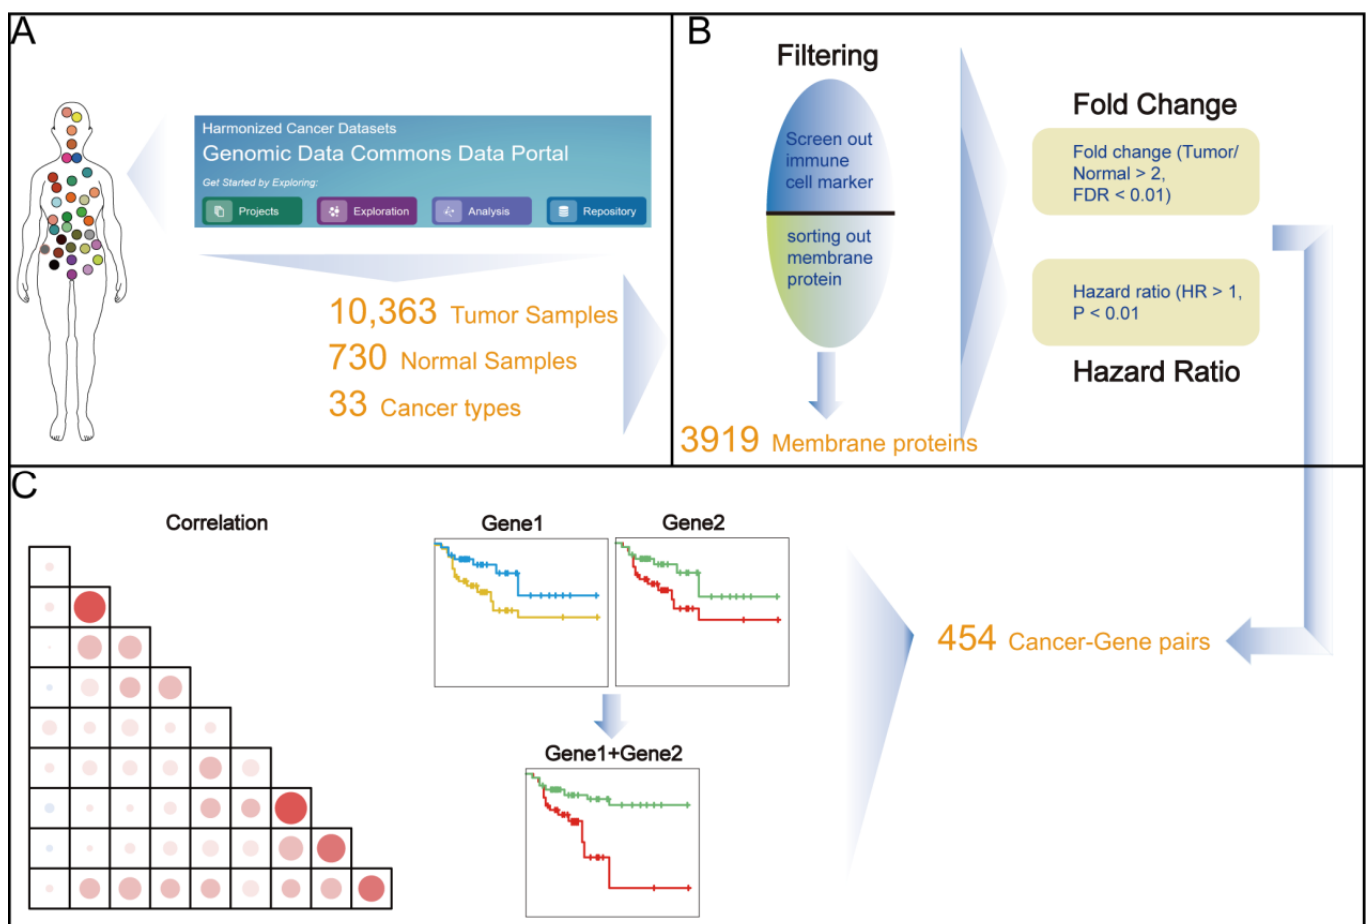 A
Harmonized Cancer Datasets
Genomic Data Commons Data Portal
Get Started by Exploring:
Projects
Exploration
Analysis
Repository
10,363 Tumor Samples
730 Normal Samples
33 Cancer types
B
Filtering
Screen out
immune
cell marker
sorting out
membrane
protein
3919 Membrane proteins
Fold Change
Fold change (Tumor/
Normal > 2,
FDR < 0.01)
Hazard ratio (HR > 1,
P < 0.01
Hazard Ratio
C
Correlation
Gene1
Gene2
Gene1+Gene2
454 Cancer-Gene pairs